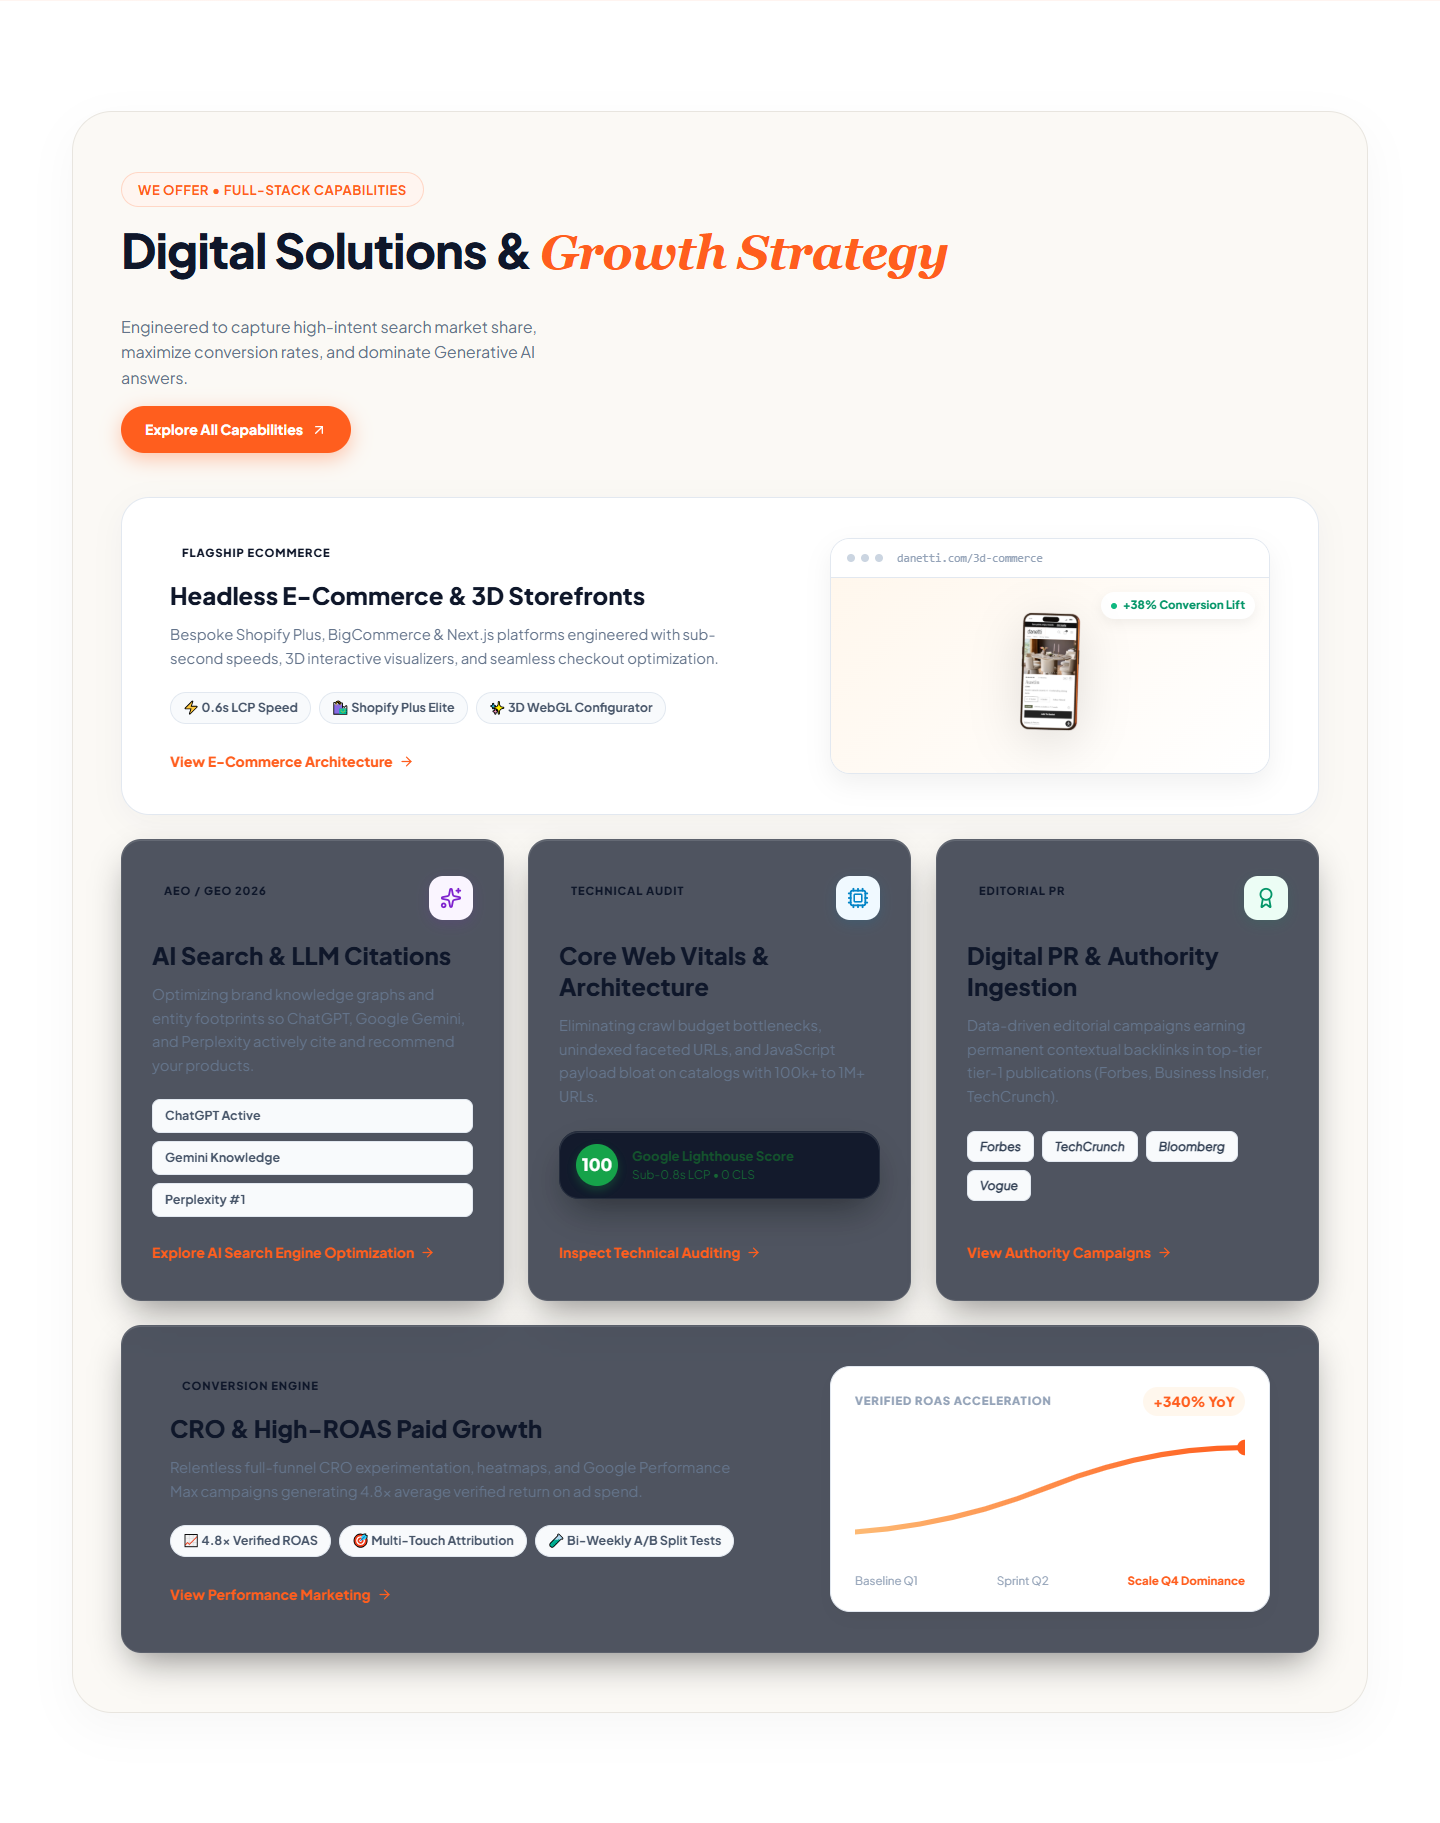 WE OFFER • FULL-STACK CAPABILITIES
Digital Solutions & Growth Strategy
Engineered to capture high-intent search market share,
maximize conversion rates, and dominate Generative AI
answers.
Explore All Capabilities
FLAGSHIP ECOMMERCE
Headless E-Commerce & 3D Storefronts
Bespoke Shopify Plus, BigCommerce & Next.js platforms engineered with sub-
second speeds, 3D interactive visualizers, and seamless checkout optimization.
⚡ 0.6s LCP Speed
🛍️ Shopify Plus Elite
✨ 3D WebGL Configurator
View E-Commerce Architecture →
danetti.com/3d-commerce
● +38% Conversion Lift
danetti
AEO / GEO 2026
AI Search & LLM Citations
Optimizing brand knowledge graphs and
entity footprints so ChatGPT, Google Gemini,
and Perplexity actively cite and recommend
your products.
ChatGPT Active
Gemini Knowledge
Perplexity #1
Explore AI Search Engine Optimization →
TECHNICAL AUDIT
Core Web Vitals &
Architecture
Eliminating crawl budget bottlenecks,
unindexed faceted URLs, and JavaScript
payload bloat on catalogs with 100k+ to 1M+
URLs.
100
Google Lighthouse Score
Sub-0.8s LCP • 0 CLS
Inspect Technical Auditing →
EDITORIAL PR
Digital PR & Authority
Ingestion
Data-driven editorial campaigns earning
permanent contextual backlinks in top-tier
tier-1 publications (Forbes, Business Insider,
TechCrunch).
Forbes
TechCrunch
Bloomberg
Vogue
View Authority Campaigns →
CONVERSION ENGINE
CRO & High-ROAS Paid Growth
Relentless full-funnel CRO experimentation, heatmaps, and Google Performance
Max campaigns generating 4.8x average verified return on ad spend.
📈 4.8x Verified ROAS
🎯 Multi-Touch Attribution
🧪 Bi-Weekly A/B Split Tests
View Performance Marketing →
VERIFIED ROAS ACCELERATION
+340% YoY
Baseline Q1
Sprint Q2
Scale Q4 Dominance